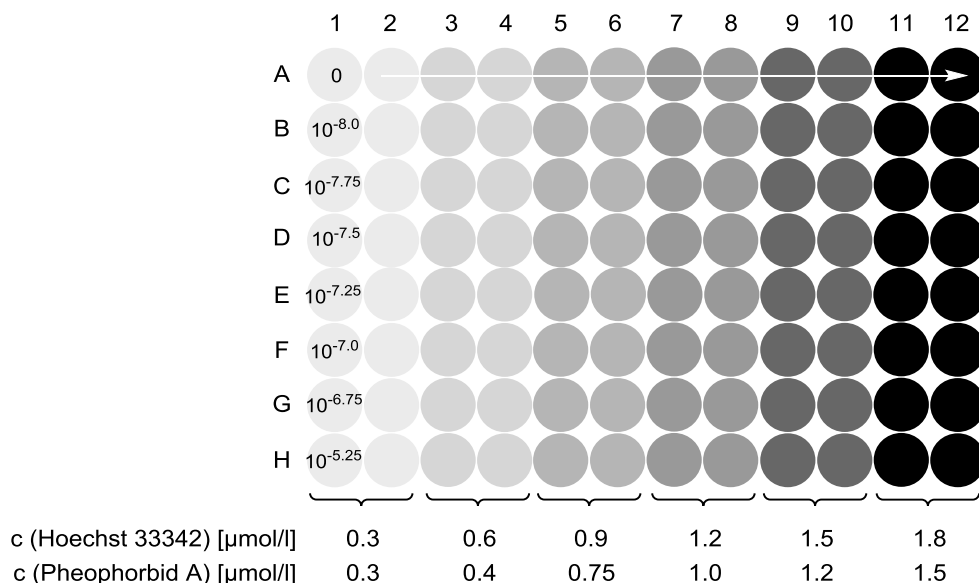 1 2 3 4 5 6 7 8 9 10 11 12
A 0
B 10^-8.0
C 10^-7.75
D 10^-7.5
E 10^-7.25
F 10^-7.0
G 10^-6.75
H 10^-5.25
c (Hoechst 33342) [µmol/l] 0.3 0.6 0.9 1.2 1.5 1.8
c (Pheophorbid A) [µmol/l] 0.3 0.4 0.75 1.0 1.2 1.5